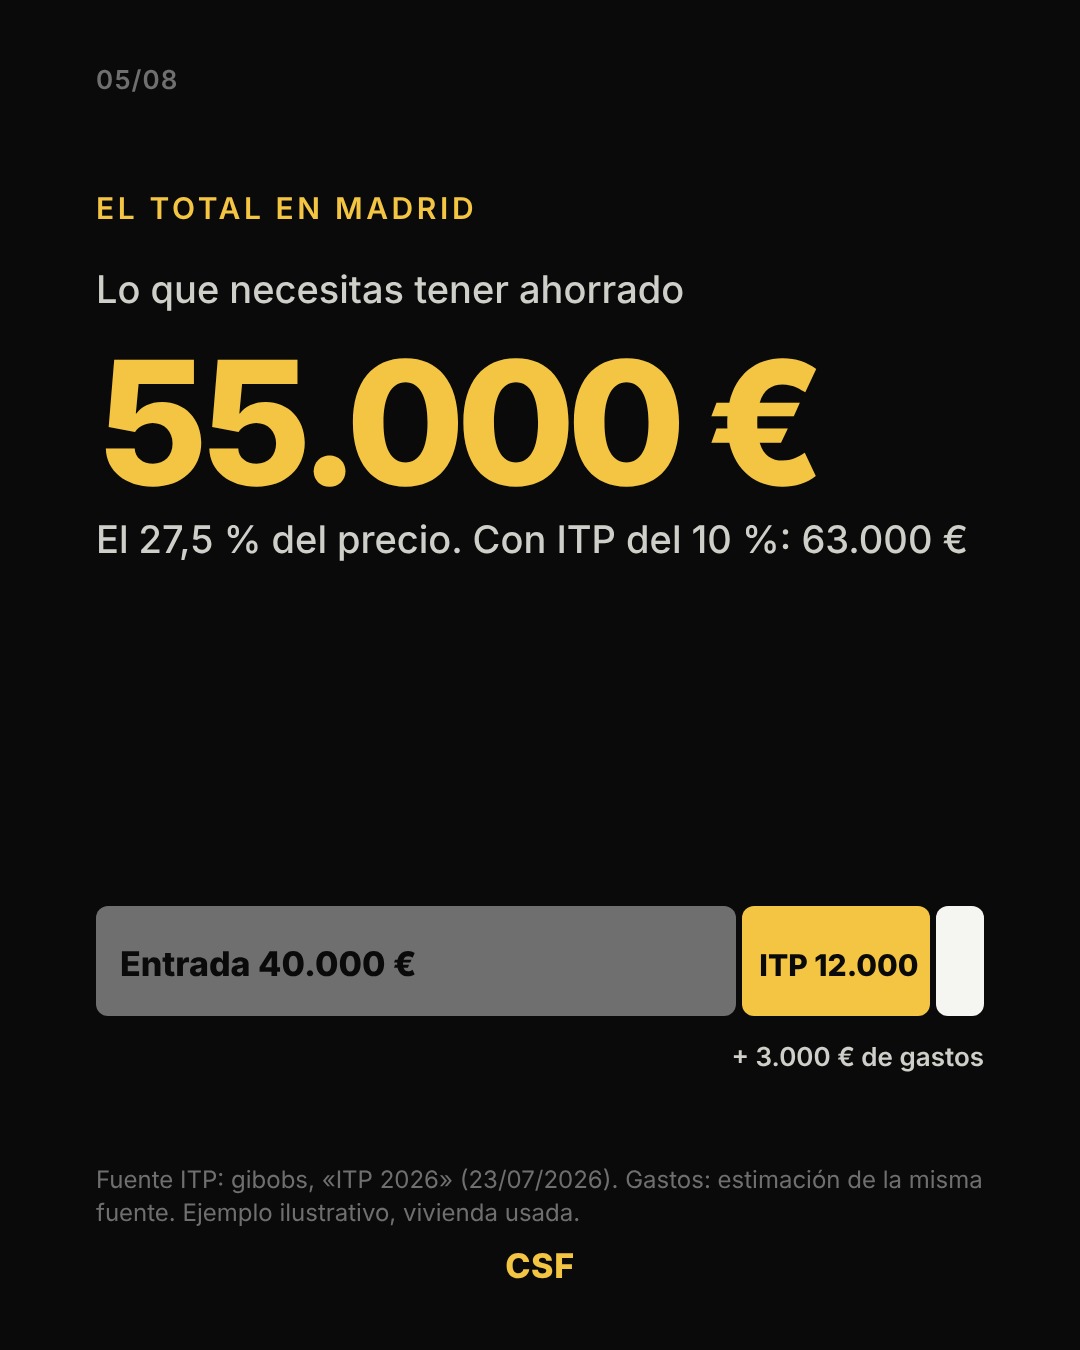 05/08
EL TOTAL EN MADRID
Lo que necesitas tener ahorrado
55.000 €
El 27,5 % del precio. Con ITP del 10 %: 63.000 €
Entrada 40.000 €
ITP 12.000
+ 3.000 € de gastos
Fuente ITP: gibobs, «ITP 2026» (23/07/2026). Gastos: estimación de la misma
fuente. Ejemplo ilustrativo, vivienda usada.
CSF